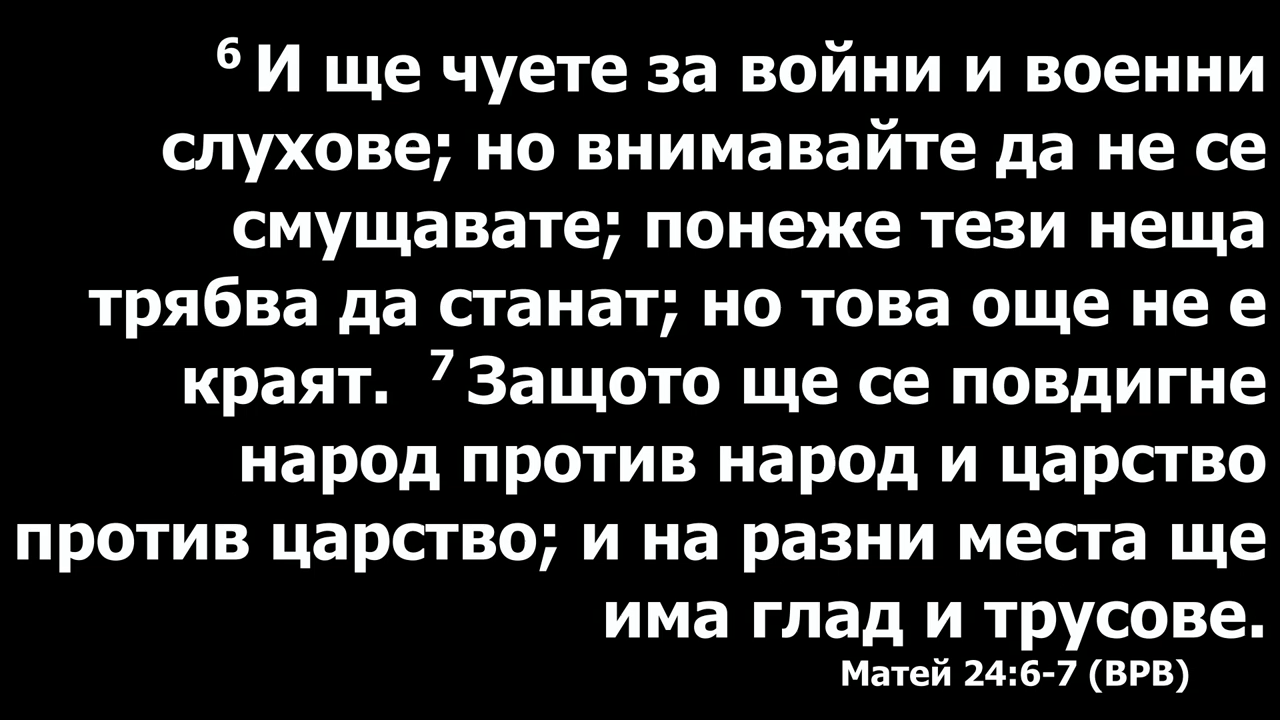 6 И ще чуете за войни и военни
слухове; но внимавайте да не се
смущавате; понеже тези неща
трябва да станат; но това още не е
краят. 7 Защото ще се повдигне
народ против народ и царство
против царство; и на разни места ще
има глад и трусове.
Матей 24:6-7 (ВРВ)